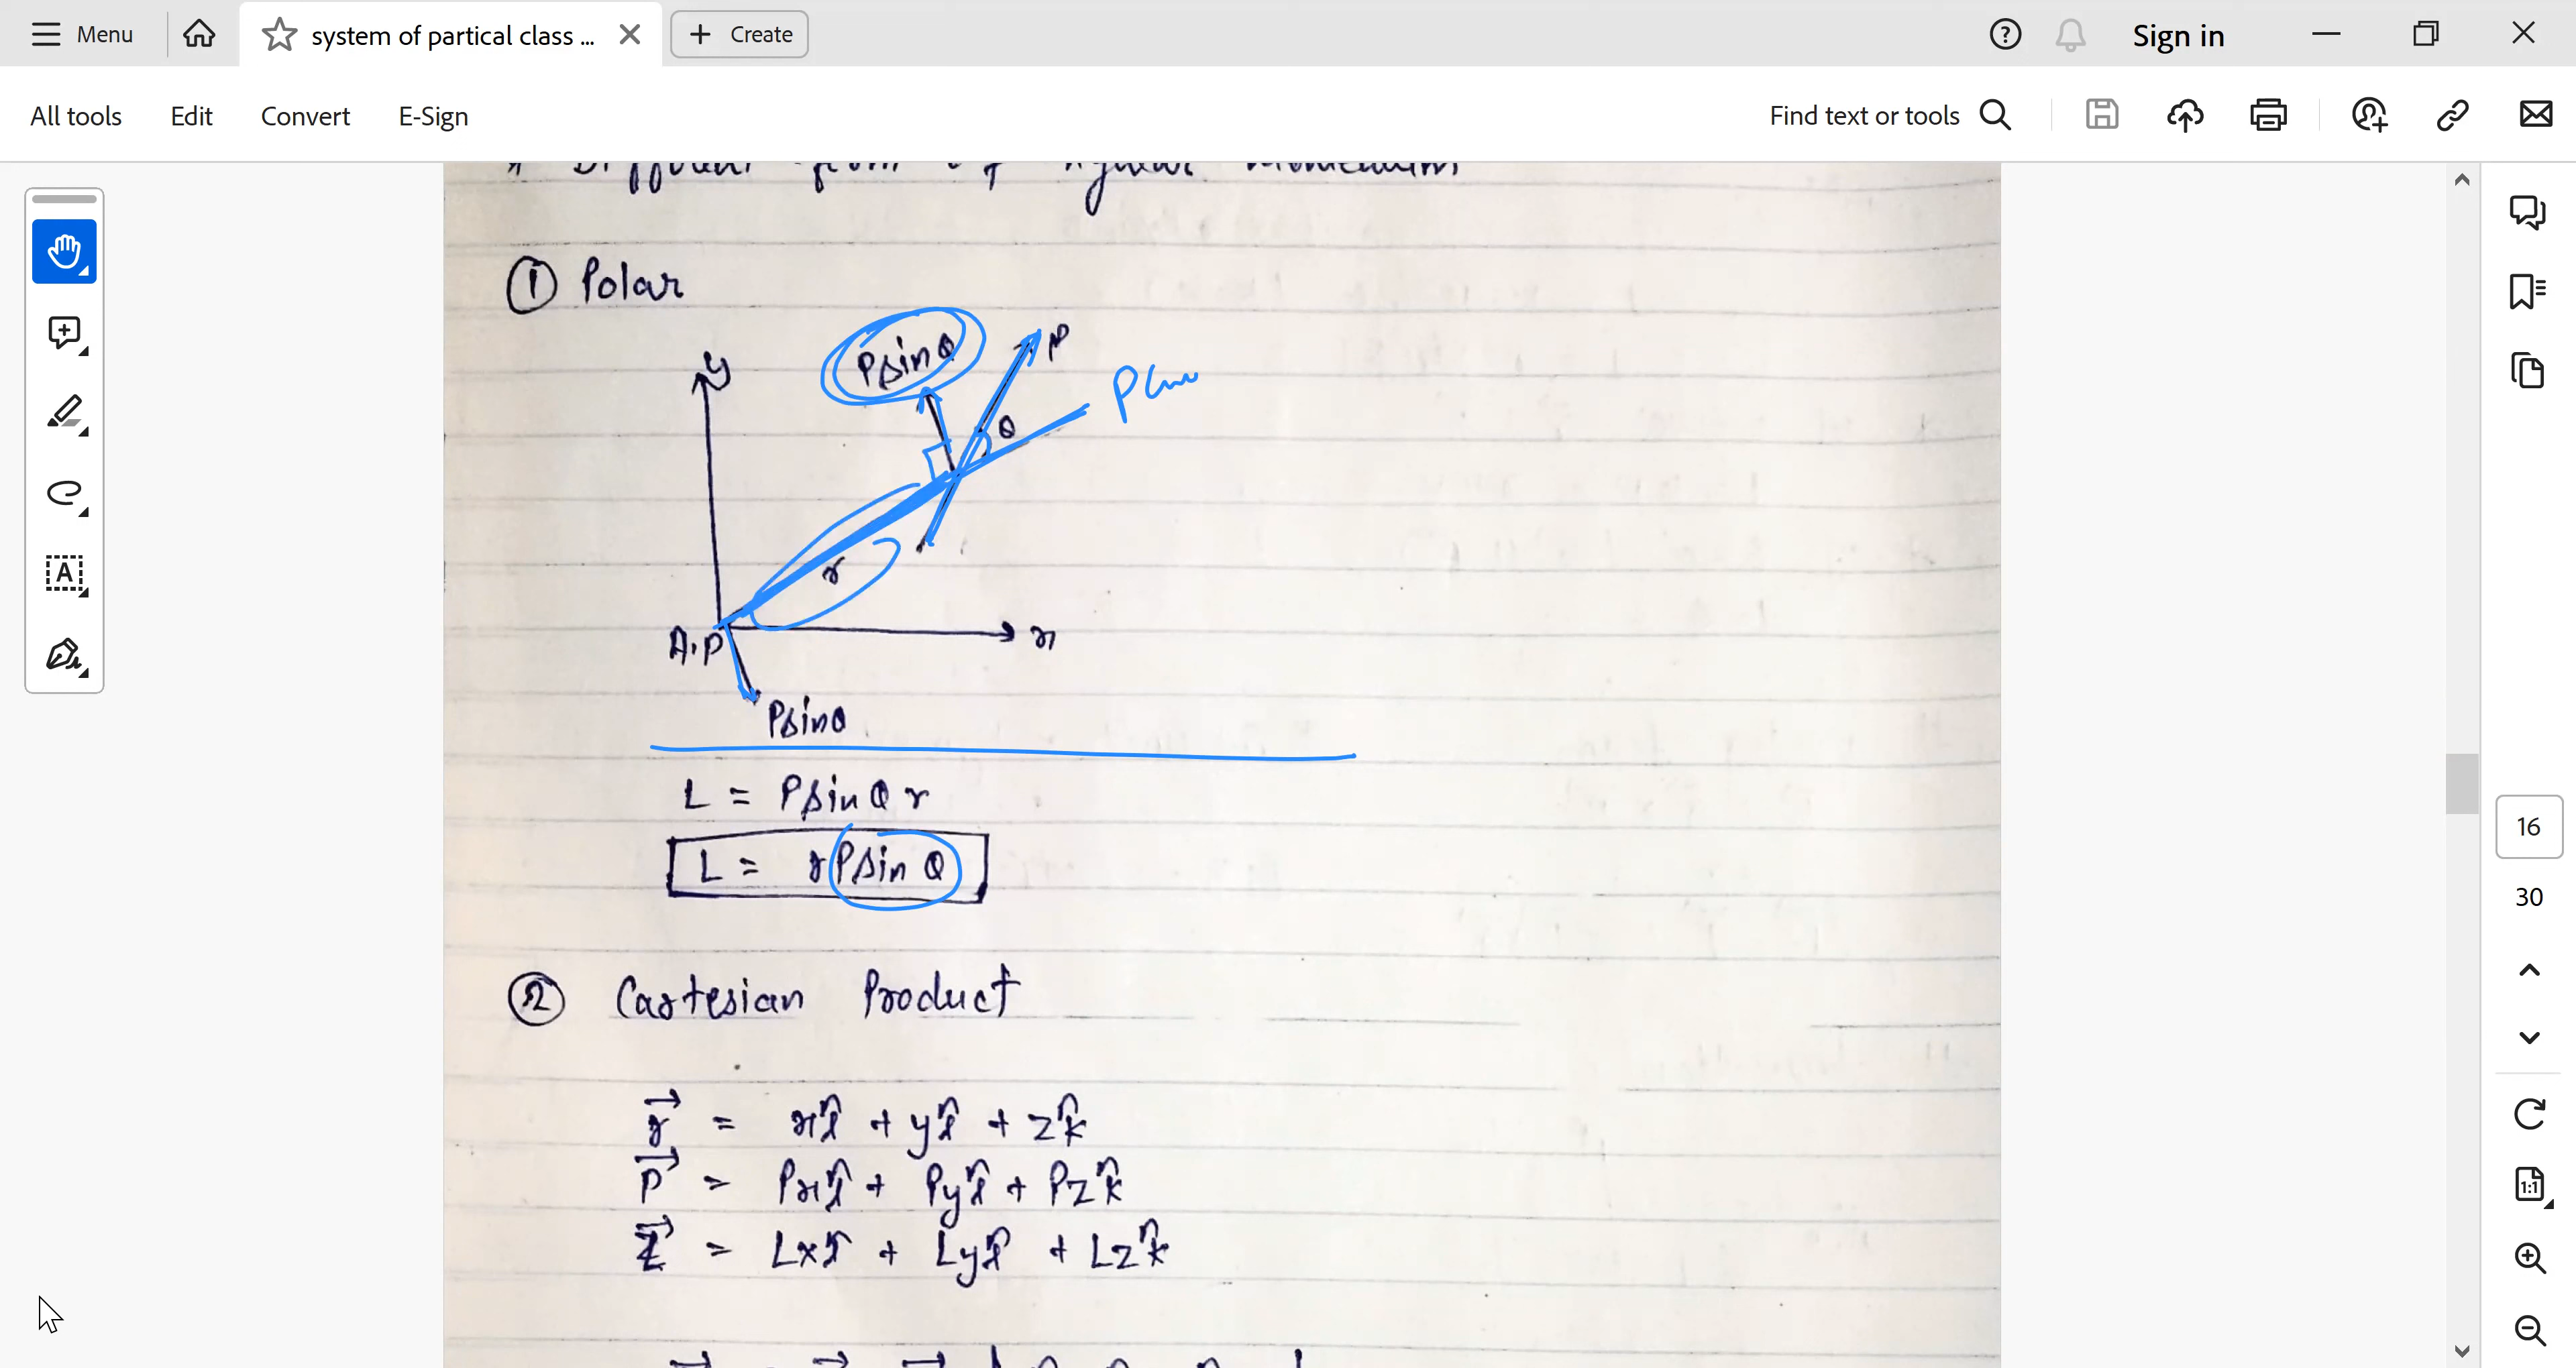 Menu
system of partical class ...
Create
Sign in
All tools
Edit
Convert
E-Sign
Find text or tools
① Polar
y
Psinθ
P
P
θ
r
A.P
x
Psinθ
L = Psinθ r
L = rPsinθ
② Cartesian Product
r⃗ = xî + yĵ + zk̂
P⃗ = Pxî + Pyĵ + Pzk̂
L⃗ = Lxî + Lyĵ + Lzk̂
16
30